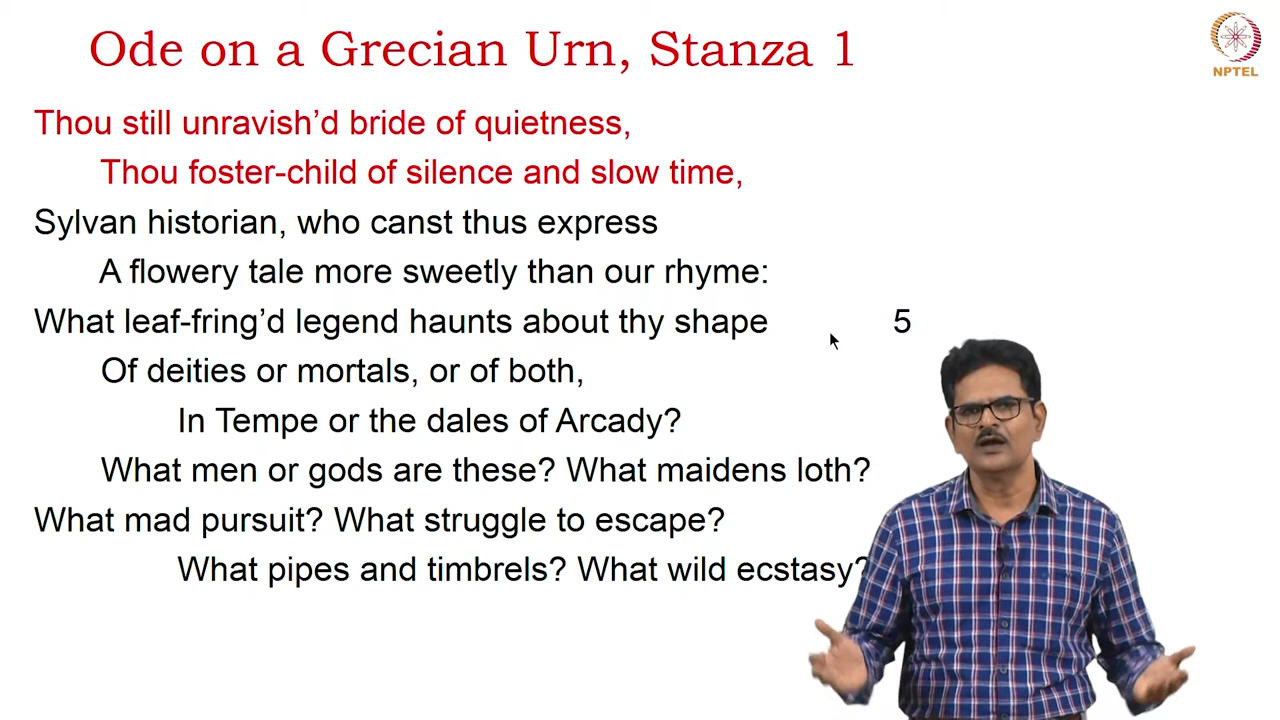 Ode on a Grecian Urn, Stanza 1
NPTEL
Thou still unravish’d bride of quietness,
Thou foster-child of silence and slow time,
Sylvan historian, who canst thus express
A flowery tale more sweetly than our rhyme:
What leaf-fring’d legend haunts about thy shape 5
Of deities or mortals, or of both,
In Tempe or the dales of Arcady?
What men or gods are these? What maidens loth?
What mad pursuit? What struggle to escape?
What pipes and timbrels? What wild ecstasy?